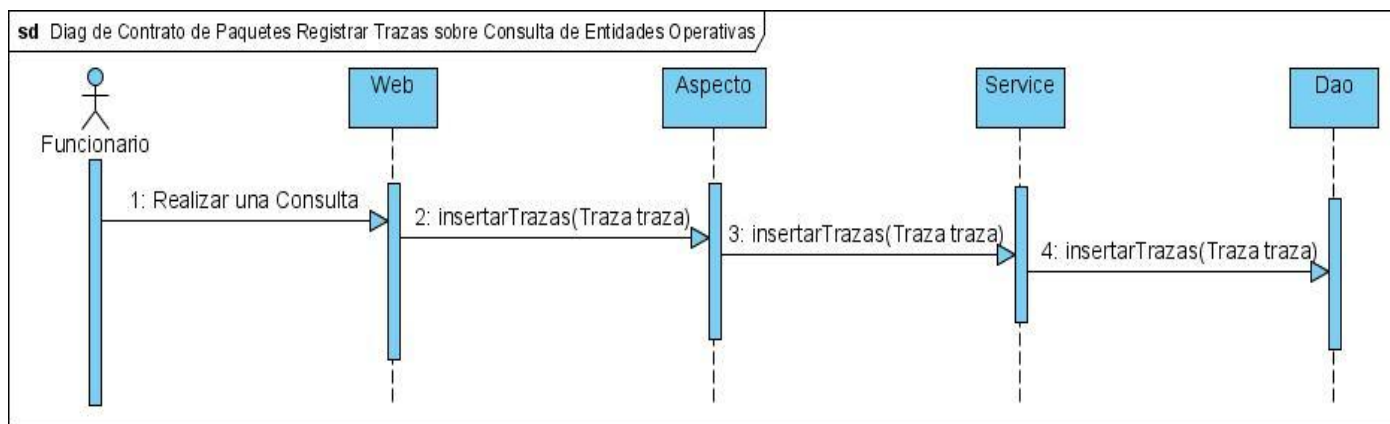 sd Diag de Contrato de Paquetes Registrar Trazas sobre Consulta de Entidades Operativas
Funcionario
Web
Aspecto
Service
Dao
1: Realizar una Consulta
2: insertarTrazas(Traza traza)
3: insertarTrazas(Traza traza)
4: insertarTrazas(Traza traza)